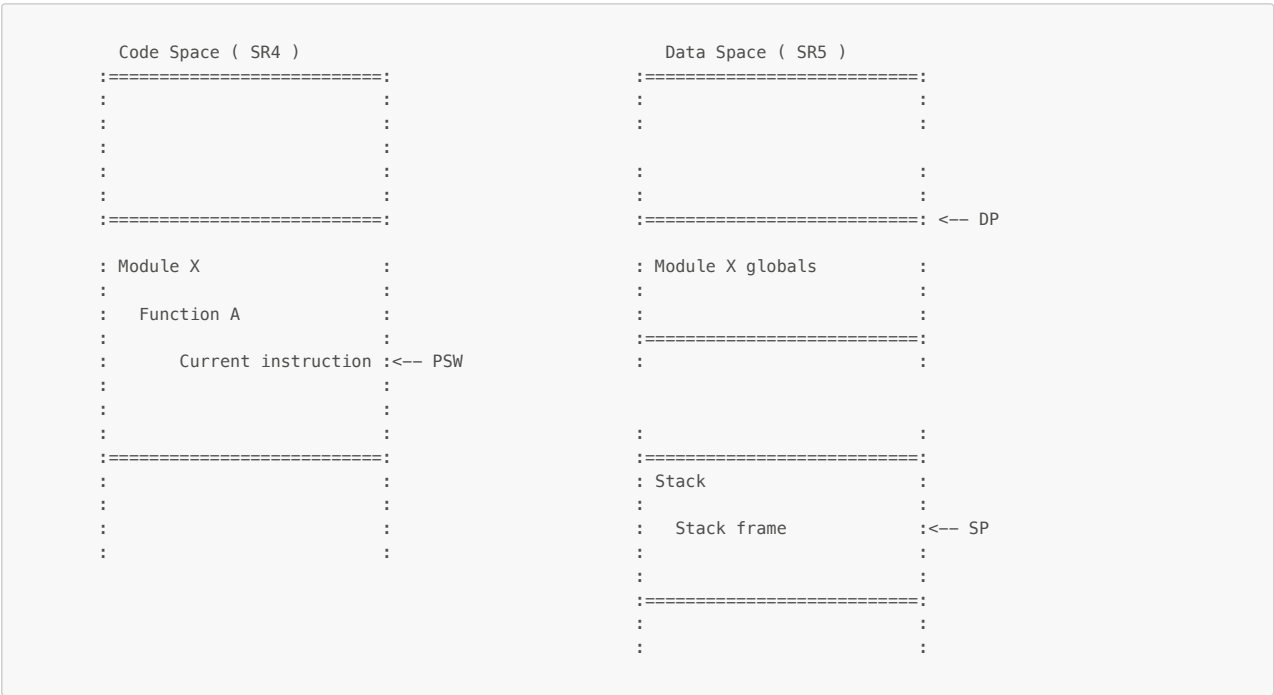 Code Space ( SR4 )                                   Data Space ( SR5 )
:===========================:                        :===========================:
:                           :                        :                           :
:                           :                        :                           :
:                           :
:                           :                        :                           :
:                           :                        :                           :
:===========================:                        :===========================: <-- DP
: Module X                  :                        : Module X globals          :
:                           :                        :                           :
:   Function A              :                        :                           :
:                           :                        :===========================:
:       Current instruction :<-- PSW                 :                           :
:                           :
:                           :
:                           :                        :                           :
:===========================:                        :===========================:
:                           :                        : Stack                     :
:                           :                        :                           :
:                           :                        :   Stack frame             :<-- SP
:                           :                        :                           :
                                                     :                           :
                                                     :===========================:
                                                     :                           :
                                                     :                           :